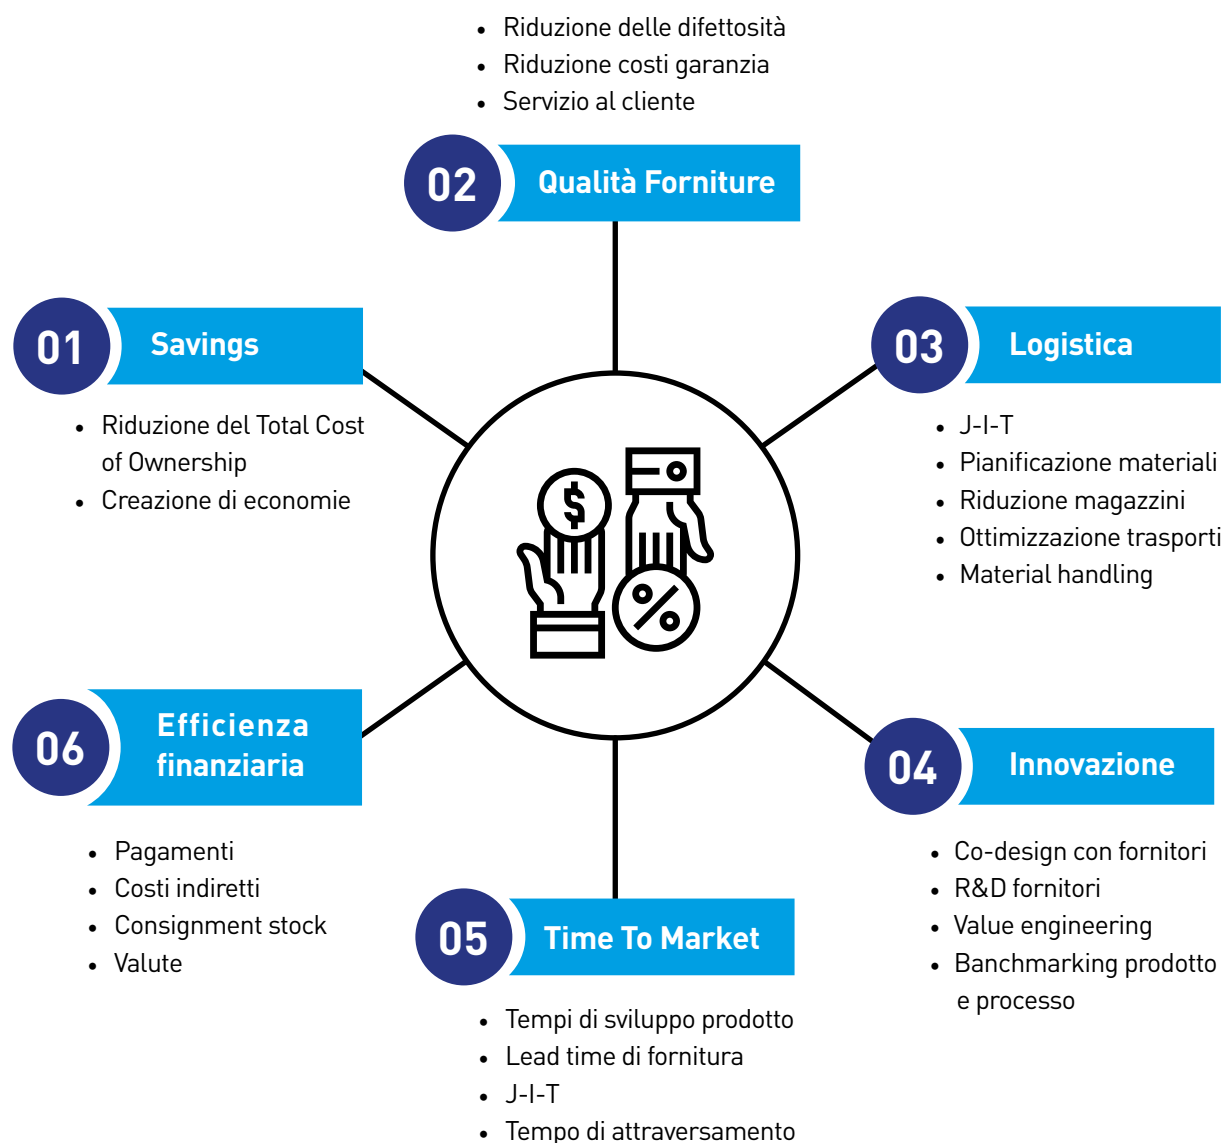 • Riduzione delle difettosità
• Riduzione costi garanzia
• Servizio al cliente
02 Qualità Forniture
01 Savings
• Riduzione del Total Cost
of Ownership
• Creazione di economie
03 Logistica
• J-I-T
• Pianificazione materiali
• Riduzione magazzini
• Ottimizzazione trasporti
• Material handling
$
%
06 Efficienza
finanziaria
• Pagamenti
• Costi indiretti
• Consignment stock
• Valute
04 Innovazione
• Co-design con fornitori
• R&D fornitori
• Value engineering
• Banchmarking prodotto
e processo
05 Time To Market
• Tempi di sviluppo prodotto
• Lead time di fornitura
• J-I-T
• Tempo di attraversamento